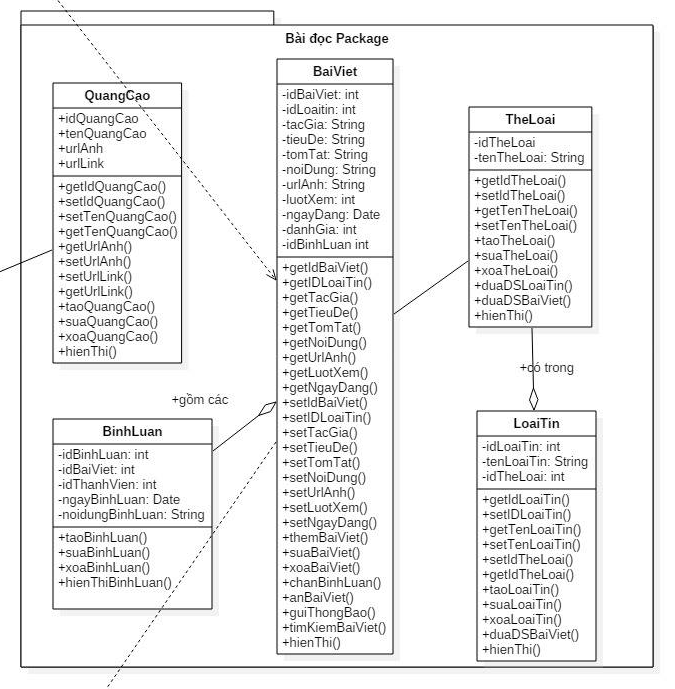 Bài đọc Package
QuangCao
+idQuangCao
+tenQuangCao
+urlAnh
+urlLink
+getIdQuangCao()
+setIdQuangCao()
+setTenQuangCao()
+getTenQuangCao()
+getUrlAnh()
+setUrlAnh()
+setUrlLink()
+getUrlLink()
+taoQuangCao()
+suaQuangCao()
+xoaQuangCao()
+hienThi()
BaiViet
-idBaiViet: int
-idLoaitin: int
-tacGia: String
-tieuDe: String
-tomTat: String
-noiDung: String
-urlAnh: String
-luotXem: int
-ngayDang: Date
-danhGia: int
-idBinhLuan int
+getIdBaiViet()
+getIDLoaiTin()
+getTacGia()
+getTieuDe()
+getTomTat()
+getNoiDung()
+getUrlAnh()
+getLuotXem()
+getNgayDang()
+setIdBaiViet()
+setIDLoaiTin()
+setTacGia()
+setTieuDe()
+setTomTat()
+setNoiDung()
+setUrlAnh()
+setLuotXem()
+setNgayDang()
+themBaiViet()
+suaBaiViet()
+xoaBaiViet()
+chanBinhLuan()
+anBaiViet()
+guiThongBao()
+timKiemBaiViet()
+hienThi()
TheLoai
-idTheLoai
-tenTheLoai: String
+getIdTheLoai()
+setIdTheLoai()
+getTenTheLoai()
+setTenTheLoai()
+taoTheLoai()
+suaTheLoai()
+xoaTheLoai()
+duaDSLoaiTin()
+duaDSBaiViet()
+hienThi()
+có trong
+gồm các
BinhLuan
-idBinhLuan: int
-idBaiViet: int
-idThanhVien: int
-ngayBinhLuan: Date
-noidungBinhLuan: String
+taoBinhLuan()
+suaBinhLuan()
+xoaBinhLuan()
+hienThiBinhLuan()
LoaiTin
-idLoaiTin: int
-tenLoaiTin: String
-idTheLoai: int
+getIdLoaiTin()
+setIDLoaiTin()
+getTenLoaiTin()
+setTenLoaiTin()
+setIdTheLoai()
+getIdTheLoai()
+taoLoaiTin()
+suaLoaiTin()
+xoaLoaiTin()
+duaDSBaiViet()
+hienThi()